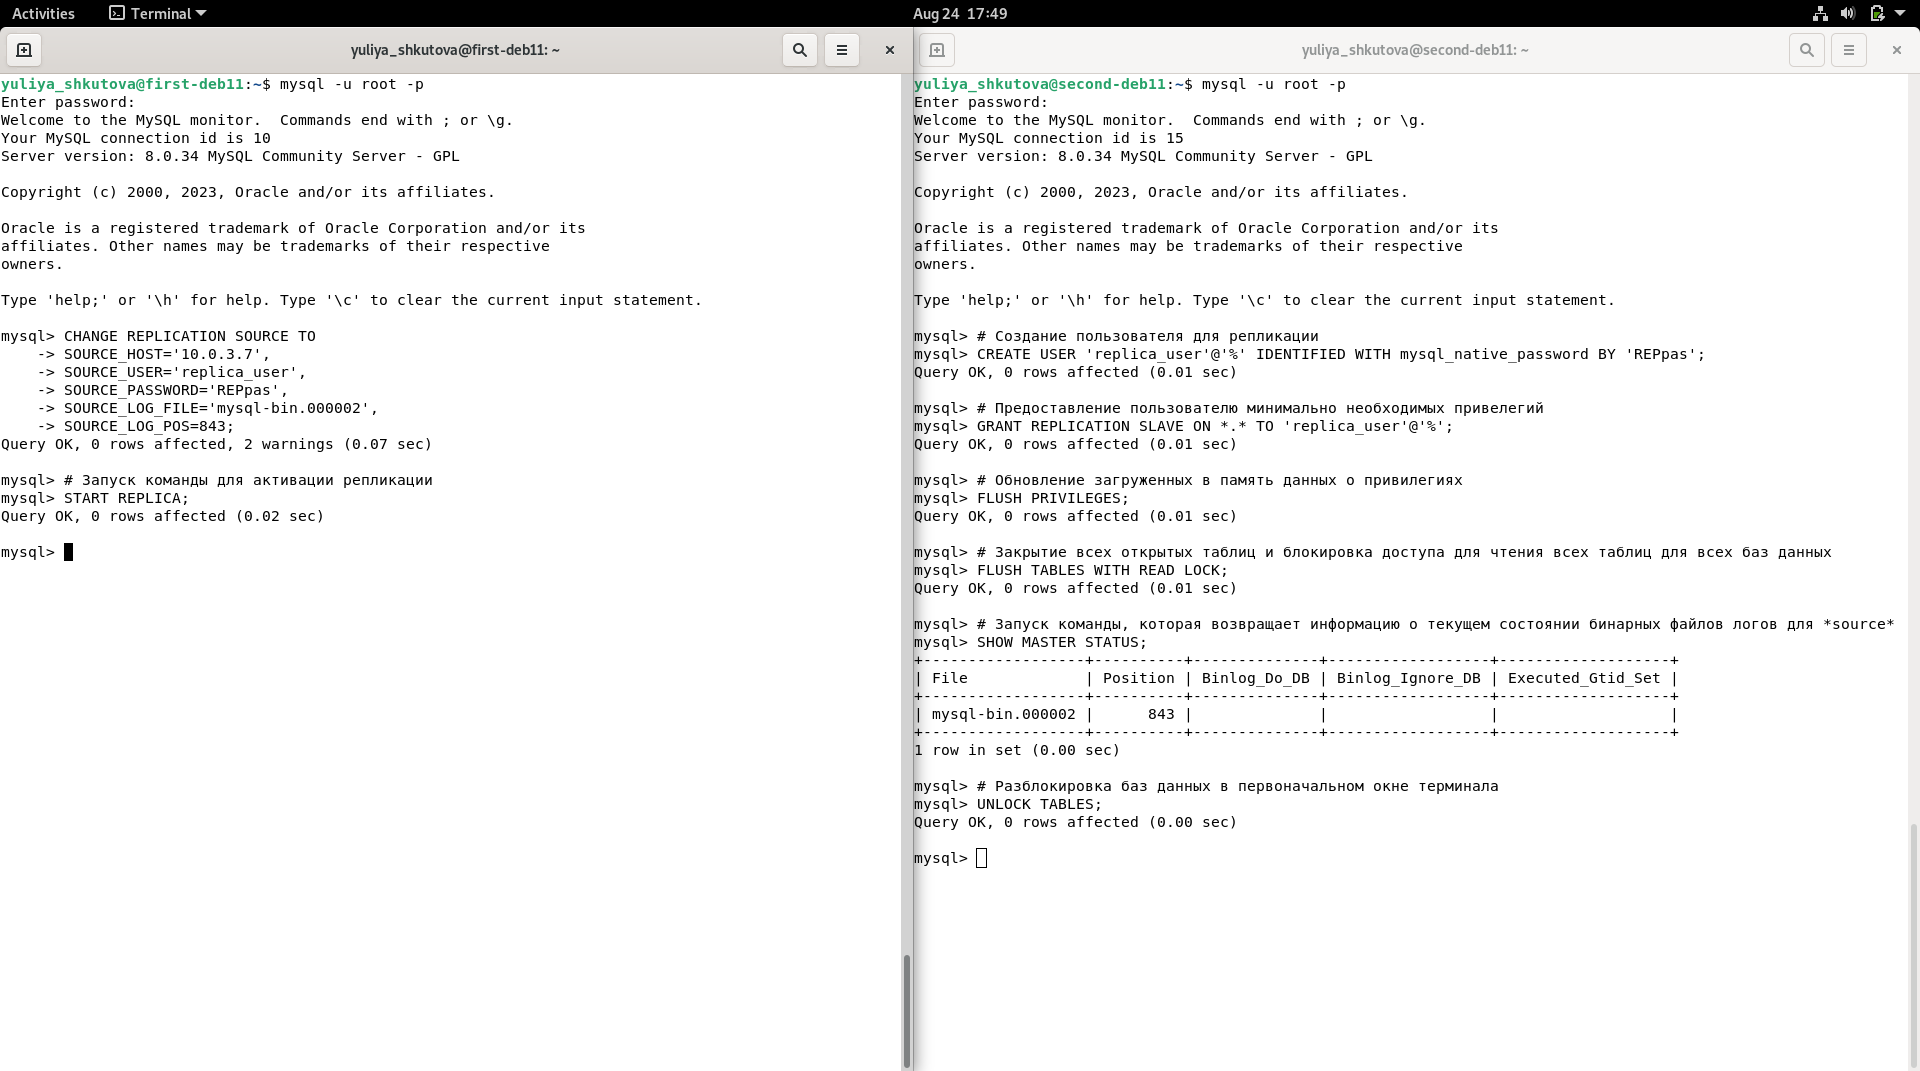 Activities
Terminal
Aug 24 17:49
yuliya_shkutova@first-deb11: ~
yuliya_shkutova@first-deb11:~$ mysql -u root -p
Enter password:
Welcome to the MySQL monitor.  Commands end with ; or \g.
Your MySQL connection id is 10
Server version: 8.0.34 MySQL Community Server - GPL
Copyright (c) 2000, 2023, Oracle and/or its affiliates.
Oracle is a registered trademark of Oracle Corporation and/or its
affiliates. Other names may be trademarks of their respective
owners.
Type 'help;' or '\h' for help. Type '\c' to clear the current input statement.
mysql> CHANGE REPLICATION SOURCE TO
    -> SOURCE_HOST='10.0.3.7',
    -> SOURCE_USER='replica_user',
    -> SOURCE_PASSWORD='REPpas',
    -> SOURCE_LOG_FILE='mysql-bin.000002',
    -> SOURCE_LOG_POS=843;
Query OK, 0 rows affected, 2 warnings (0.07 sec)
mysql> # Запуск команды для активации репликации
mysql> START REPLICA;
Query OK, 0 rows affected (0.02 sec)
mysql>
yuliya_shkutova@second-deb11: ~
yuliya_shkutova@second-deb11:~$ mysql -u root -p
Enter password:
Welcome to the MySQL monitor.  Commands end with ; or \g.
Your MySQL connection id is 15
Server version: 8.0.34 MySQL Community Server - GPL
Copyright (c) 2000, 2023, Oracle and/or its affiliates.
Oracle is a registered trademark of Oracle Corporation and/or its
affiliates. Other names may be trademarks of their respective
owners.
Type 'help;' or '\h' for help. Type '\c' to clear the current input statement.
mysql> # Создание пользователя для репликации
mysql> CREATE USER 'replica_user'@'%' IDENTIFIED WITH mysql_native_password BY 'REPpas';
Query OK, 0 rows affected (0.01 sec)
mysql> # Предоставление пользователю минимально необходимых привелегий
mysql> GRANT REPLICATION SLAVE ON *.* TO 'replica_user'@'%';
Query OK, 0 rows affected (0.01 sec)
mysql> # Обновление загруженных в память данных о привилегиях
mysql> FLUSH PRIVILEGES;
Query OK, 0 rows affected (0.01 sec)
mysql> # Закрытие всех открытых таблиц и блокировка доступа для чтения всех таблиц для всех баз данных
mysql> FLUSH TABLES WITH READ LOCK;
Query OK, 0 rows affected (0.01 sec)
mysql> # Запуск команды, которая возвращает информацию о текущем состоянии бинарных файлов логов для *source*
mysql> SHOW MASTER STATUS;
+------------------+----------+--------------+------------------+-------------------+
| File             | Position | Binlog_Do_DB | Binlog_Ignore_DB | Executed_Gtid_Set |
+------------------+----------+--------------+------------------+-------------------+
| mysql-bin.000002 |      843 |              |                  |                   |
+------------------+----------+--------------+------------------+-------------------+
1 row in set (0.00 sec)
mysql> # Разблокировка баз данных в первоначальном окне терминала
mysql> UNLOCK TABLES;
Query OK, 0 rows affected (0.00 sec)
mysql>